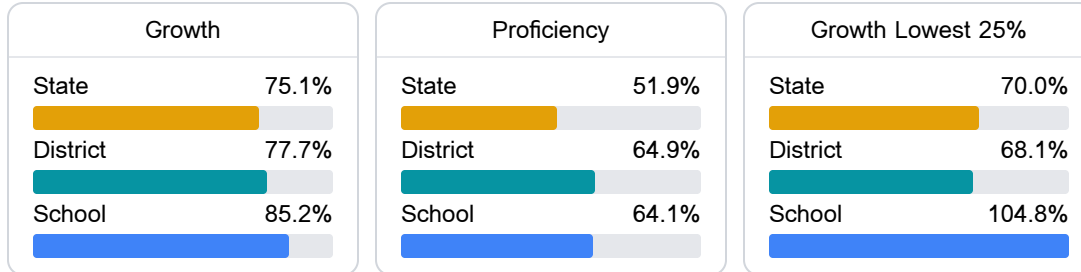 Growth
State 75.1%
District 77.7%
School 85.2%
Proficiency
State 51.9%
District 64.9%
School 64.1%
Growth Lowest 25%
State 70.0%
District 68.1%
School 104.8%